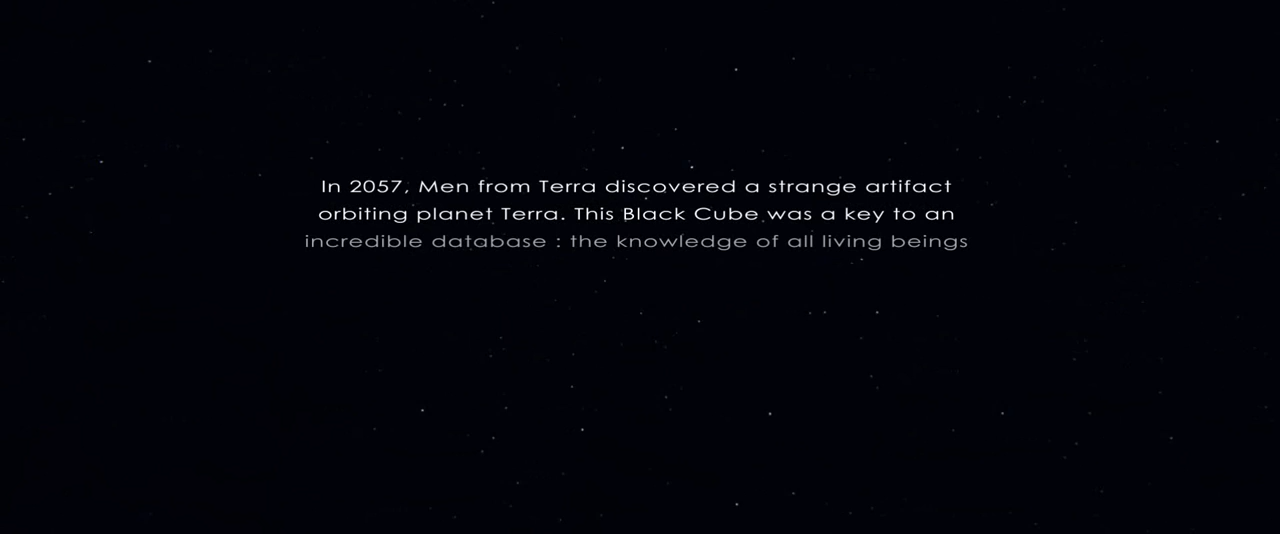 In 2057, Men from Terra discovered a strange artifact
orbiting planet Terra. This Black Cube was a key to an
incredible database : the knowledge of all living beings